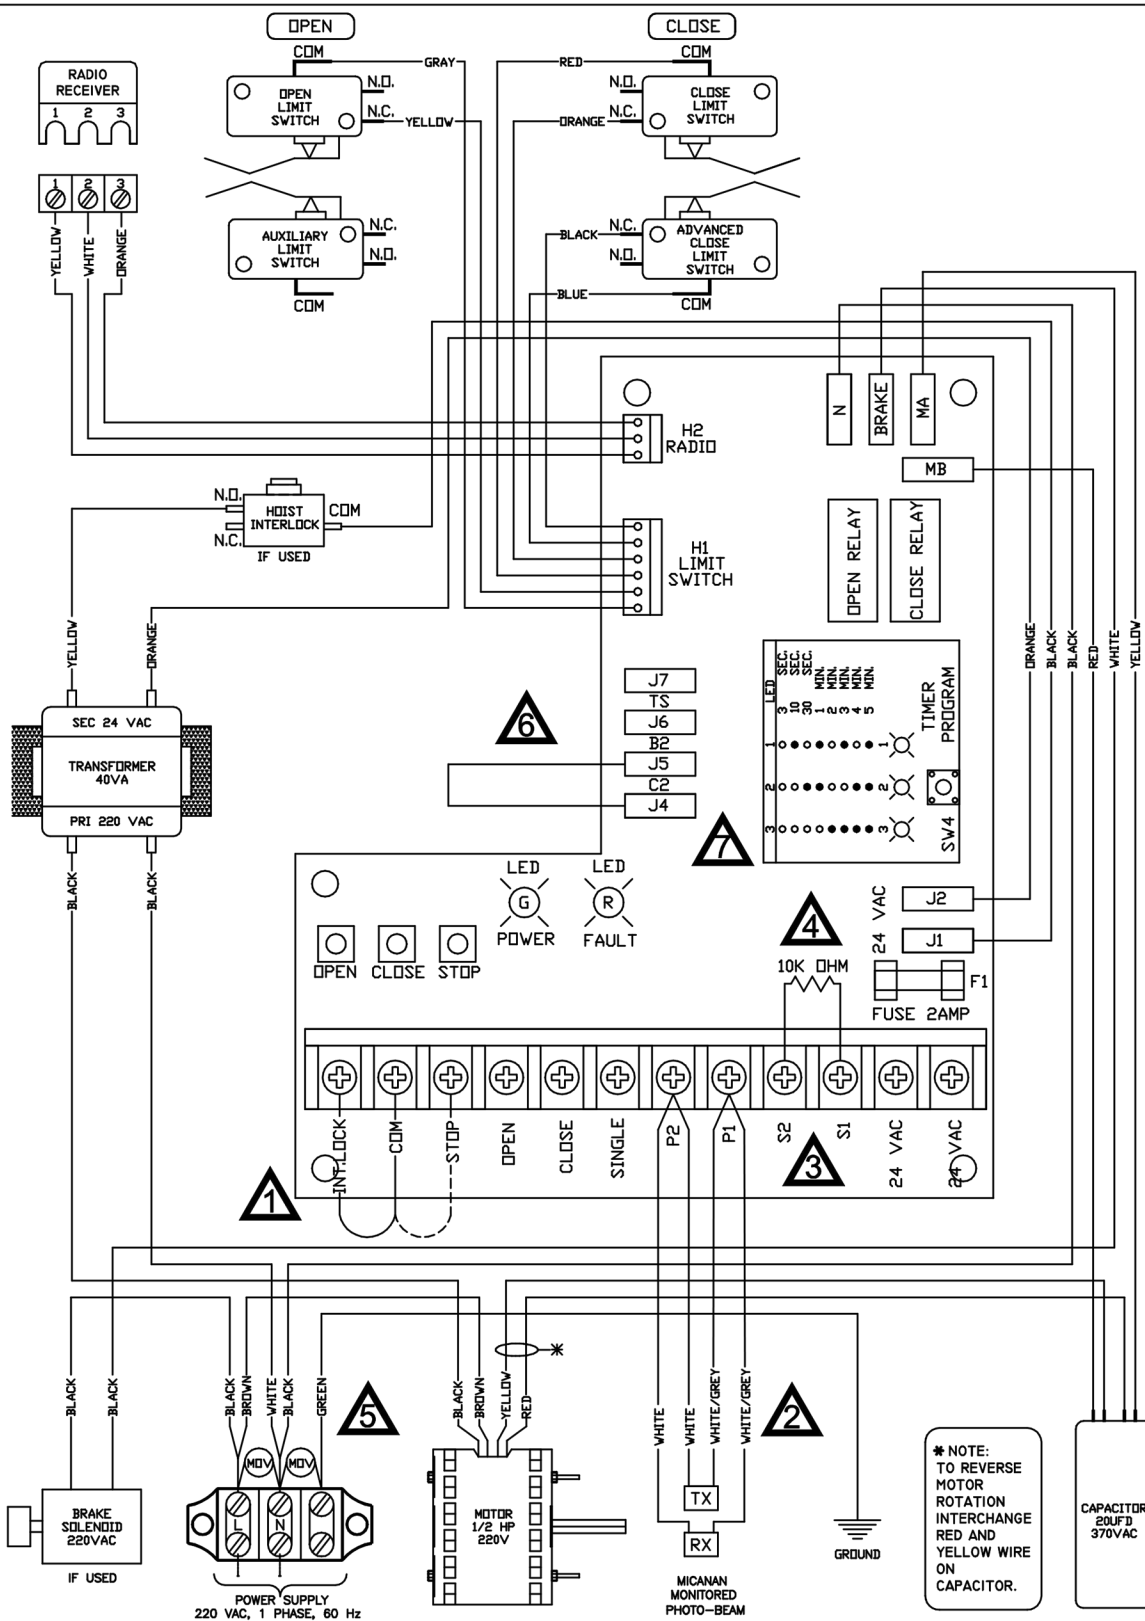 OPEN
CLOSE
COM
COM
GRAY
RED
RADIO
RECEIVER
1 2 3
N.O.
N.C.
OPEN
LIMIT
SWITCH
YELLOW
ORANGE
N.O.
N.C.
CLOSE
LIMIT
SWITCH
1 2 3
YELLOW
WHITE
ORANGE
AUXILIARY
LIMIT
SWITCH
N.C.
N.O.
COM
BLACK
BLUE
N.C.
N.O.
ADVANCED
CLOSE
LIMIT
SWITCH
COM
N
BRAKE
MA
MB
H2
RADIO
N.O.
N.C.
HOIST
INTERLOCK
COM
IF USED
H1
LIMIT
SWITCH
OPEN RELAY
CLOSE RELAY
YELLOW
ORANGE
ORANGE
BLACK
BLACK
RED
WHITE
YELLOW
SEC 24 VAC
TRANSFORMER
40VA
PRI 220 VAC
BLACK
BLACK
6
J7
TS
J6
B2
J5
C2
J4
7
LED
3 SEC.
10 SEC.
30 SEC.
1 MIN.
2 MIN.
3 MIN.
4 MIN.
5 MIN.
TIMER
PROGRAM
1 1
2 2
3 3
SW4
LED
G
POWER
LED
R
FAULT
OPEN
CLOSE
STOP
4
10K OHM
24 VAC
J2
J1
F1
FUSE 2AMP
INT.LOCK
COM
STOP
OPEN
CLOSE
SINGLE
P2
P1
S2
S1
24 VAC
24 VAC
1
3
BLACK
BLACK
BLACK
BROWN
WHITE
BLACK
GREEN
5
BLACK
BROWN
YELLOW
RED
*
WHITE
WHITE
WHITE/GREY
WHITE/GREY
2
MOV
MOV
L
N
BRAKE
SOLENOID
220VAC
IF USED
POWER SUPPLY
220 VAC, 1 PHASE, 60 Hz
MOTOR
1/2 HP
220V
TX
RX
MICANAN
MONITORED
PHOTO-BEAM
GROUND
* NOTE:
TO REVERSE
MOTOR
ROTATION
INTERCHANGE
RED AND
YELLOW WIRE
ON
CAPACITOR.
CAPACITOR
20UFD
370VAC